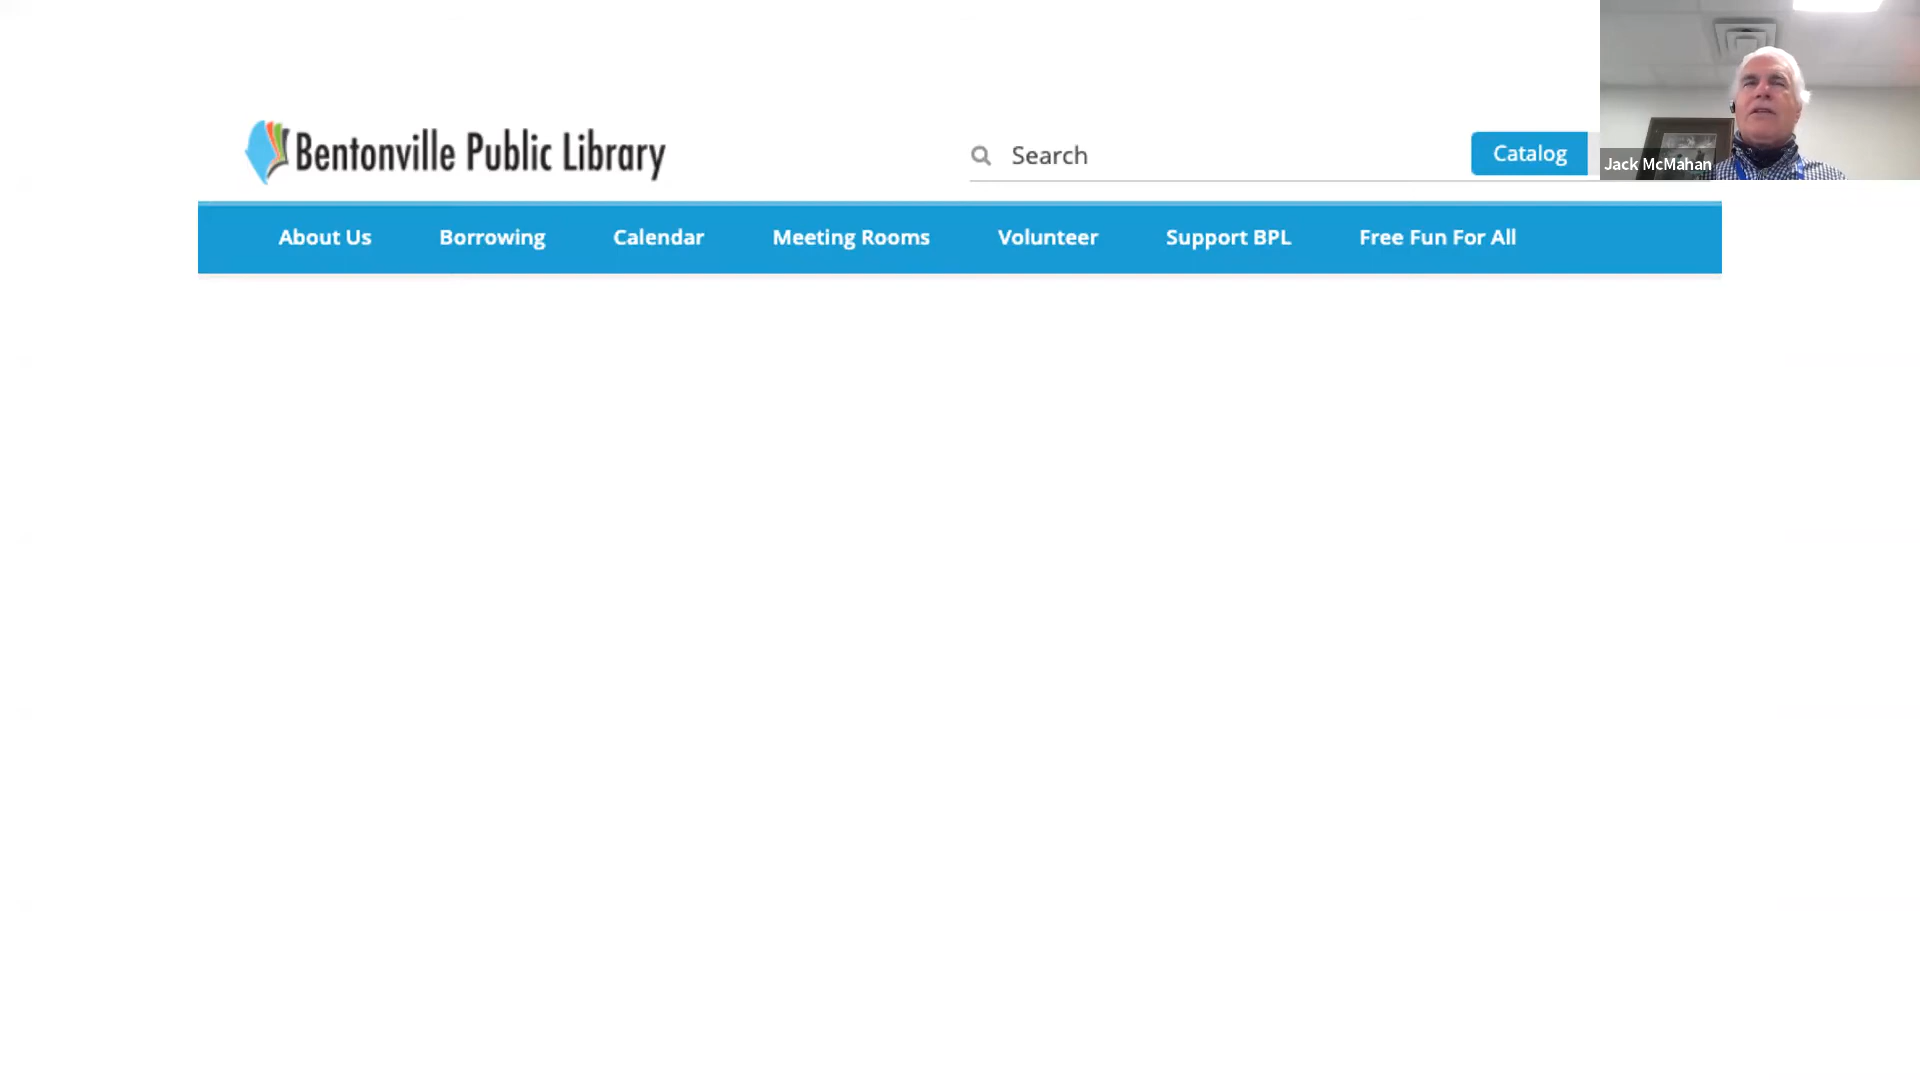 Bentonville Public Library
Search
Catalog
Jack McMahan
About Us Borrowing Calendar Meeting Rooms Volunteer Support BPL Free Fun For All